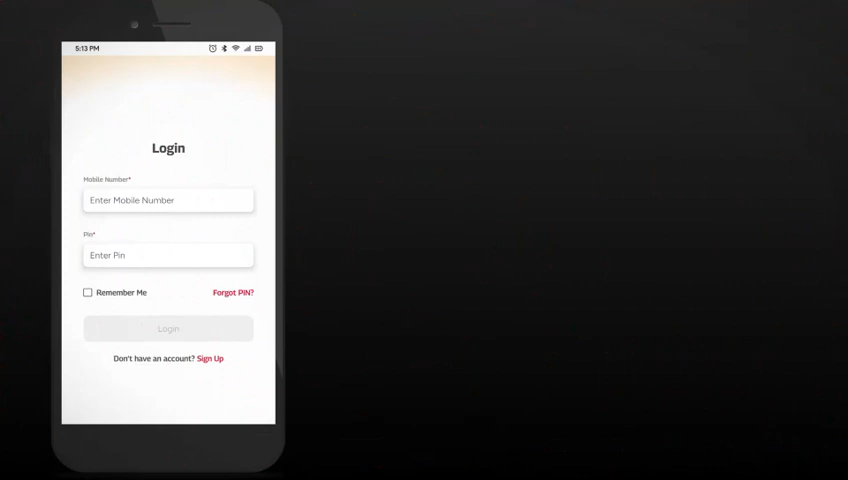 5:13 PM
Login
Mobile Number*
Enter Mobile Number
Pin*
Enter Pin
Remember Me
Forgot PIN?
Login
Don't have an account? Sign Up